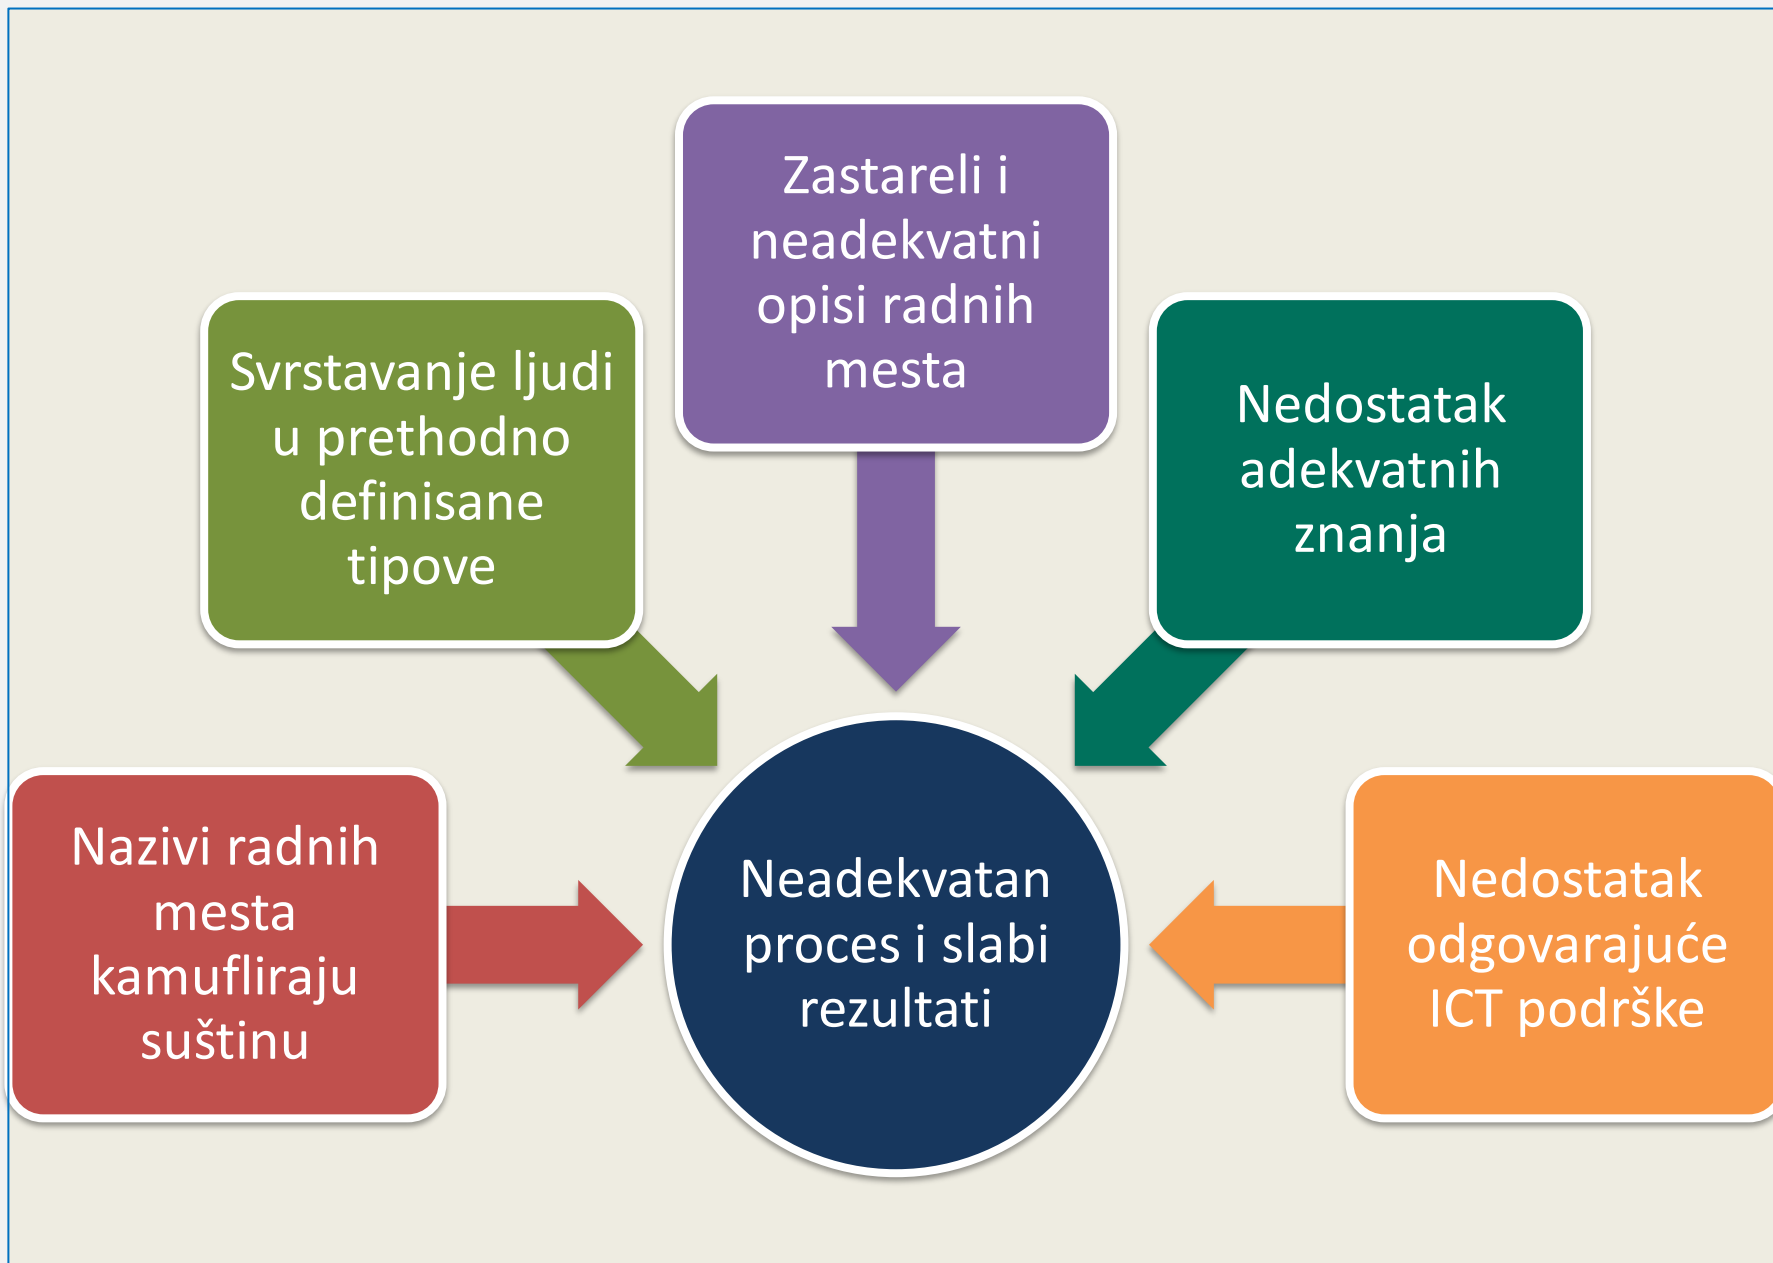 Zastareli i
neadekvatni
opisi radnih
mesta
Svrstavanje ljudi
u prethodno
definisane
tipove
Nedostatak
adekvatnih
znanja
Nazivi radnih
mesta
kamufliraju
suštinu
Neadekvatan
proces i slabi
rezultati
Nedostatak
odgovarajuće
ICT podrške